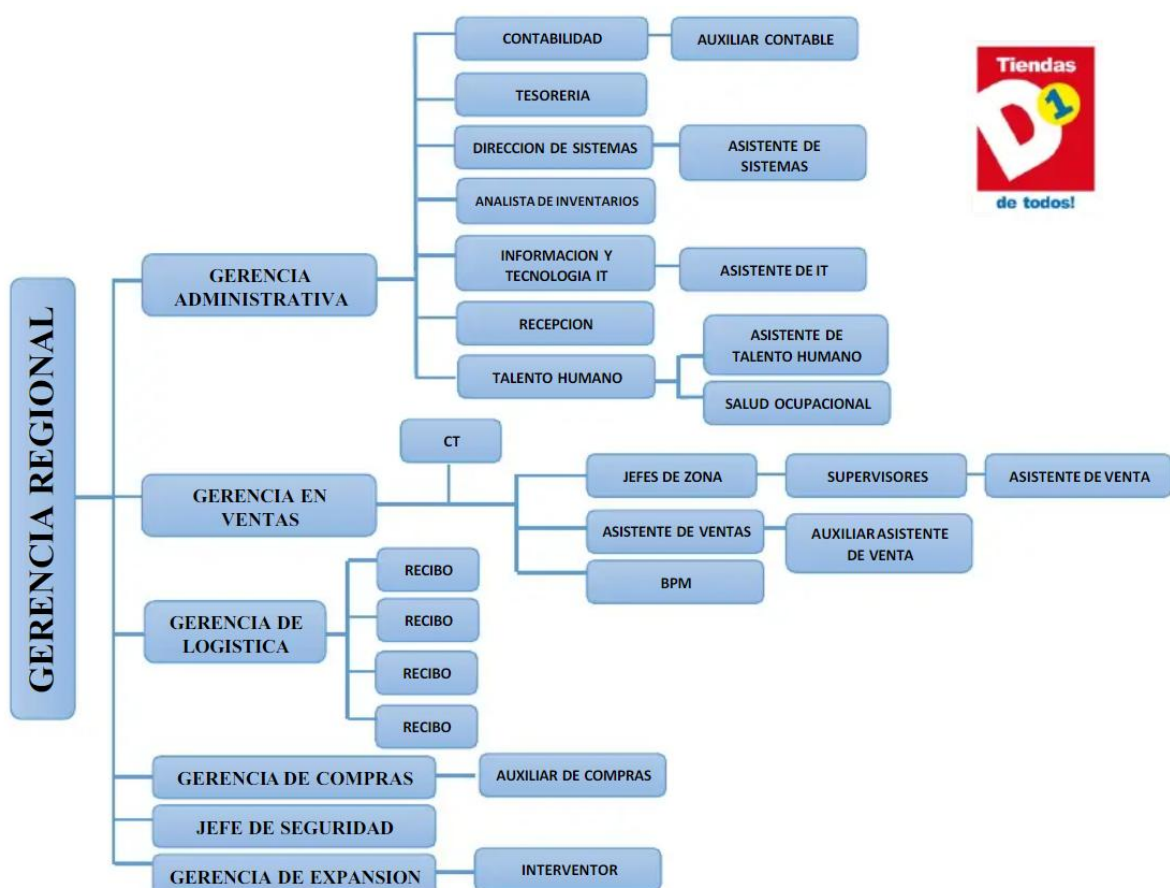 GERENCIA REGIONAL
GERENCIA
ADMINISTRATIVA
CONTABILIDAD
AUXILIAR CONTABLE
TESORERIA
DIRECCION DE SISTEMAS
ASISTENTE DE
SISTEMAS
ANALISTA DE INVENTARIOS
INFORMACION Y
TECNOLOGIA IT
ASISTENTE DE IT
RECEPCION
TALENTO HUMANO
ASISTENTE DE
TALENTO HUMANO
SALUD OCUPACIONAL
GERENCIA EN
VENTAS
CT
JEFES DE ZONA
SUPERVISORES
ASISTENTE DE VENTA
ASISTENTE DE VENTAS
AUXILIAR ASISTENTE
DE VENTA
BPM
GERENCIA DE
LOGISTICA
RECIBO
RECIBO
RECIBO
RECIBO
GERENCIA DE COMPRAS
AUXILIAR DE COMPRAS
JEFE DE SEGURIDAD
GERENCIA DE EXPANSION
INTERVENTOR
Tiendas
D1
de todos!